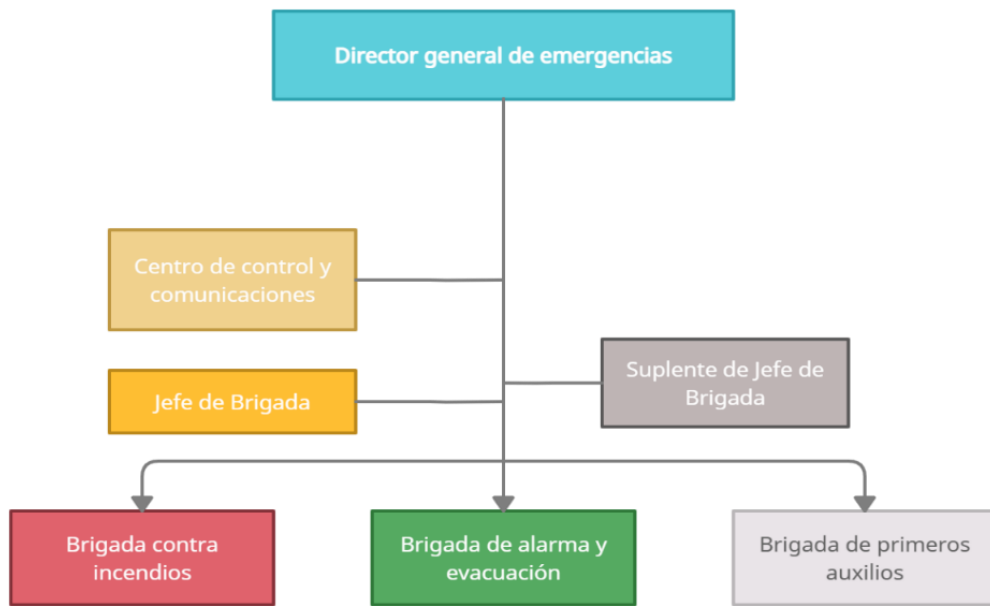 Director general de emergencias
Centro de control y
comunicaciones
Suplente de Jefe de
Brigada
Jefe de Brigada
Brigada contra
incendios
Brigada de alarma y
evacuación
Brigada de primeros
auxilios